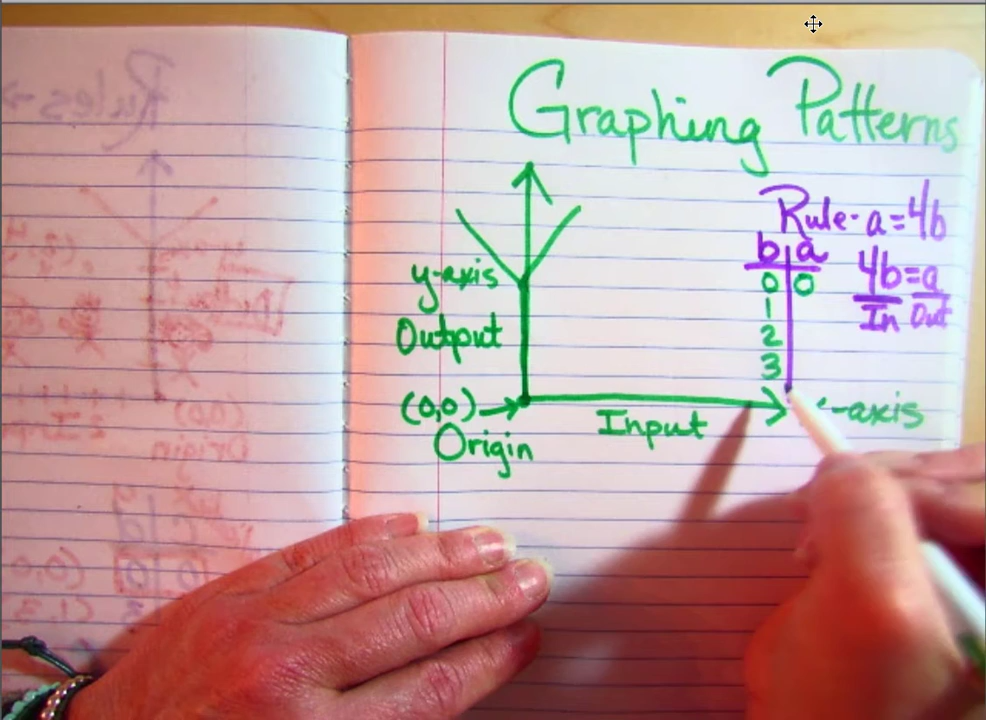 Graphing Patterns
Rule- a=4b
b a
4b=a
In Out
0 0
1
2
3
y-axis
Output
(0,0)
Origin
Input
-axis